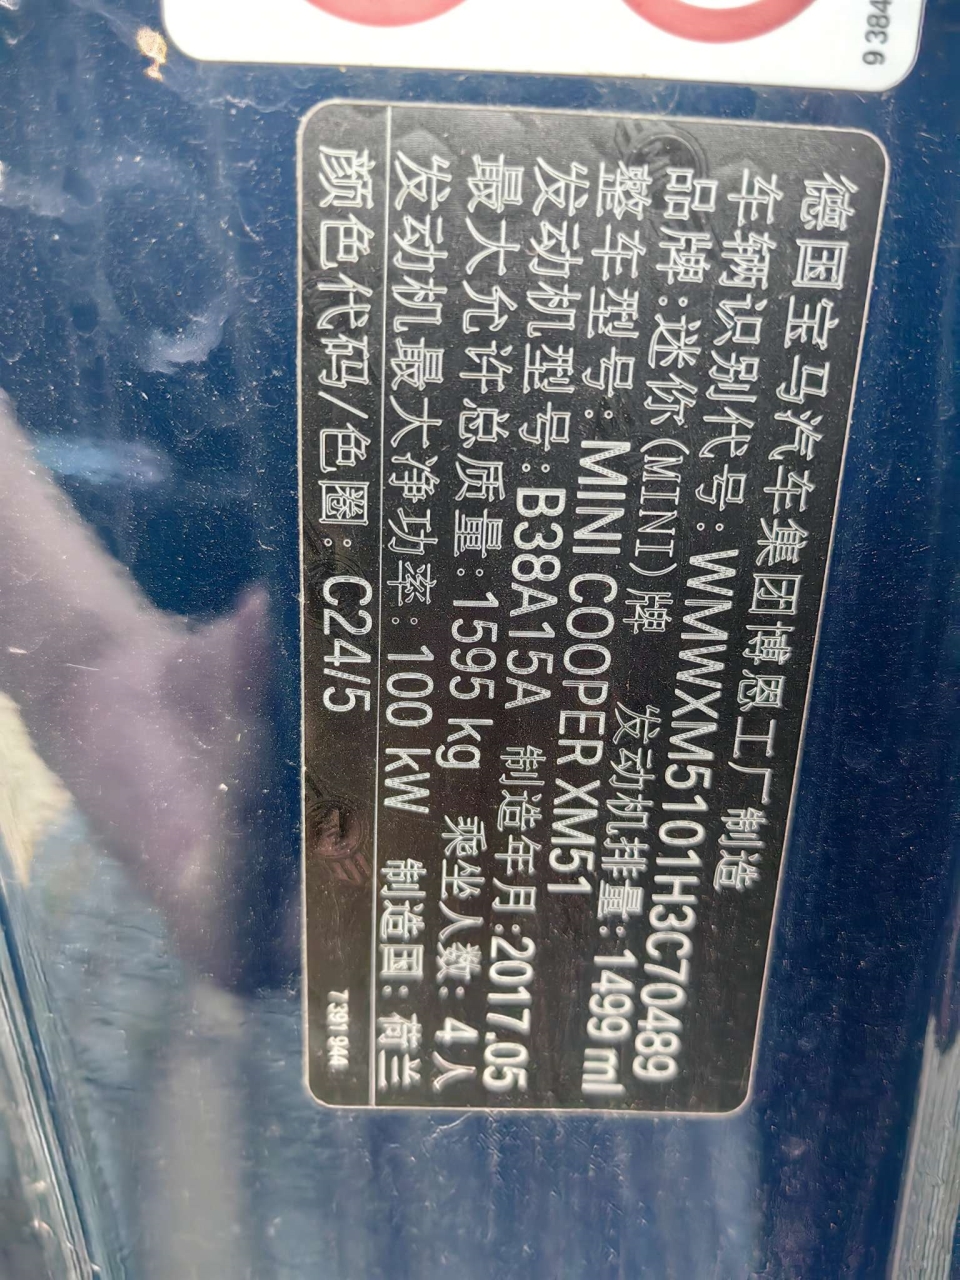 9 384
德国宝马汽车集团博恩工厂制造
车辆识别代号:WMWXM5101H3C70489
品牌:迷你(MINI)牌 发动机排量:1499 ml
整车型号:MINI COOPER XM51
发动机型号:B38A15A 制造年月:2017.05
最大允许总质量:1595 kg 乘坐人数:4人
发动机最大净功率:100 kW 制造国:荷兰
颜色代码/色圈:C24/5
7 391 944